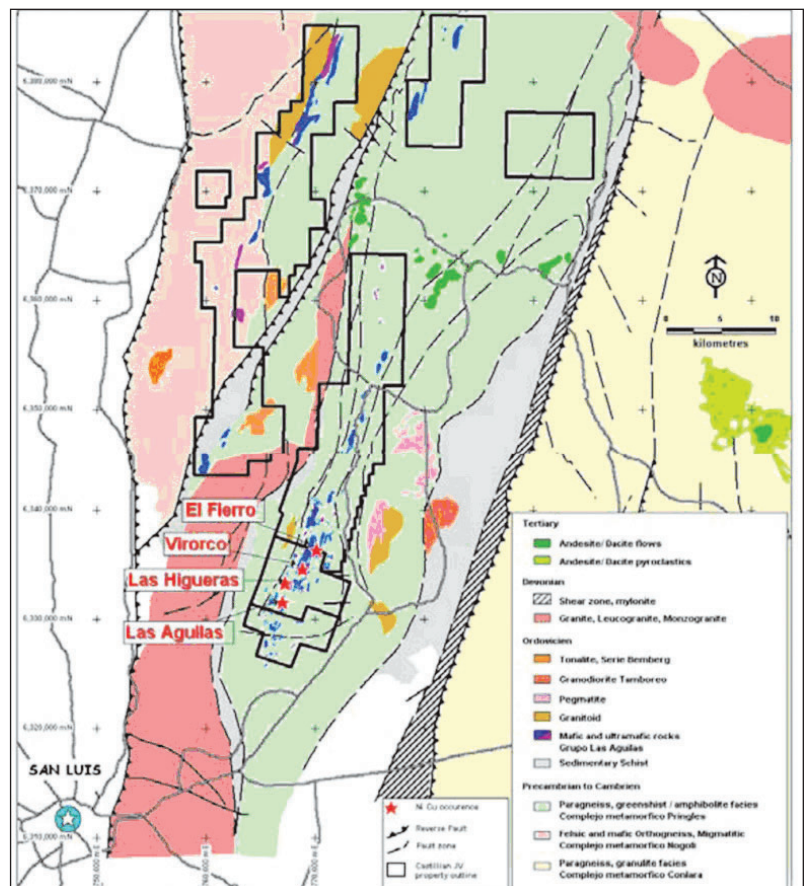 6,380,000 mN
6,370,000 mN
6,360,000 mN
6,350,000 mN
6,340,000 mN
6,330,000 mN
6,320,000 mN
N
0 5 10
kilometres
El Fierro
Virorco
Las Higueras
Las Aguilas
SAN LUIS
Ni Cu occurence
Reverse Fault
Fault zone
Castillian JV
property outline
Tertiary
Andesite/ Dacite flows
Andesite/ Dacite pyroclastics
Devonian
Shear zone, mylonite
Granite, Leucogranite, Monzogranite
Ordovicien
Tonalite, Serie Bemberg
Granodiorite Tamboreo
Pegmatite
Granitoid
Mafic and ultramafic rocks
Grupo Las Aguilas
Sedimentary Schist
Precambrian to Cambrien
Paragneiss, greenshist / amphibolite facies
Complejo metamorfico Pringles
Felsic and mafic Orthogneiss, Migmatitic
Complejo metamorfico Nogoli
Paragneiss, granulite facies
Complejo metamorfico Conlara